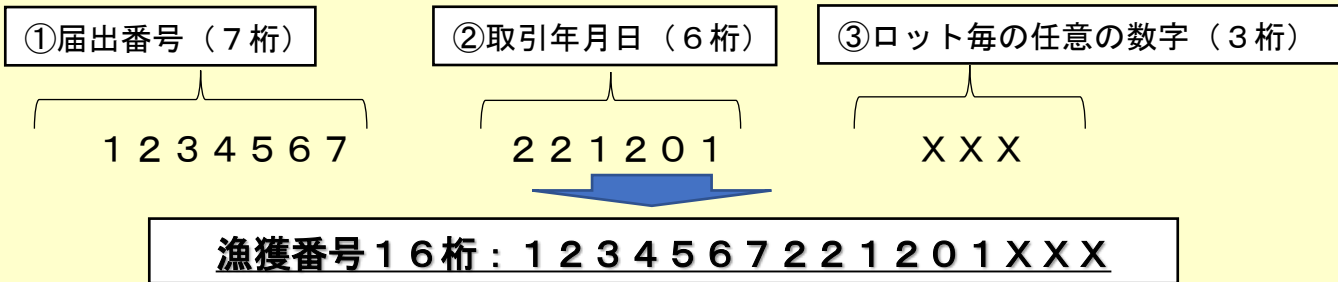 ①届出番号（７桁） ②取引年月日（６桁） ③ロット毎の任意の数字（３桁）
１２３４５６７ ２２１２０１ ＸＸＸ
漁獲番号１６桁：１２３４５６７２２１２０１ＸＸＸ